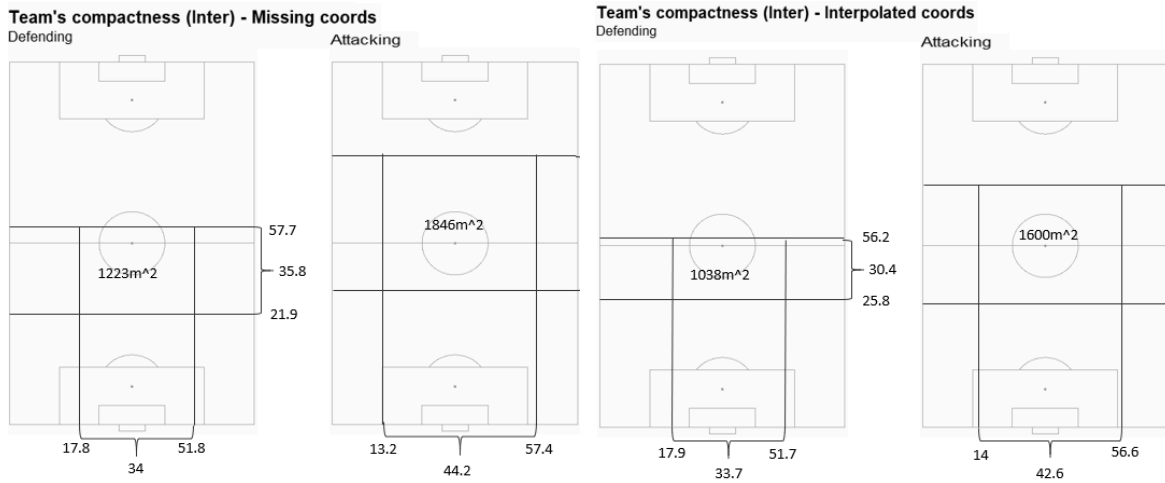 Team's compactness (Inter) - Missing coords
Defending
Attacking
57.7
1223m^2
35.8
21.9
17.8
51.8
34
1846m^2
13.2
57.4
44.2
Team's compactness (Inter) - Interpolated coords
Defending
Attacking
56.2
1038m^2
30.4
25.8
17.9
51.7
33.7
1600m^2
14
56.6
42.6